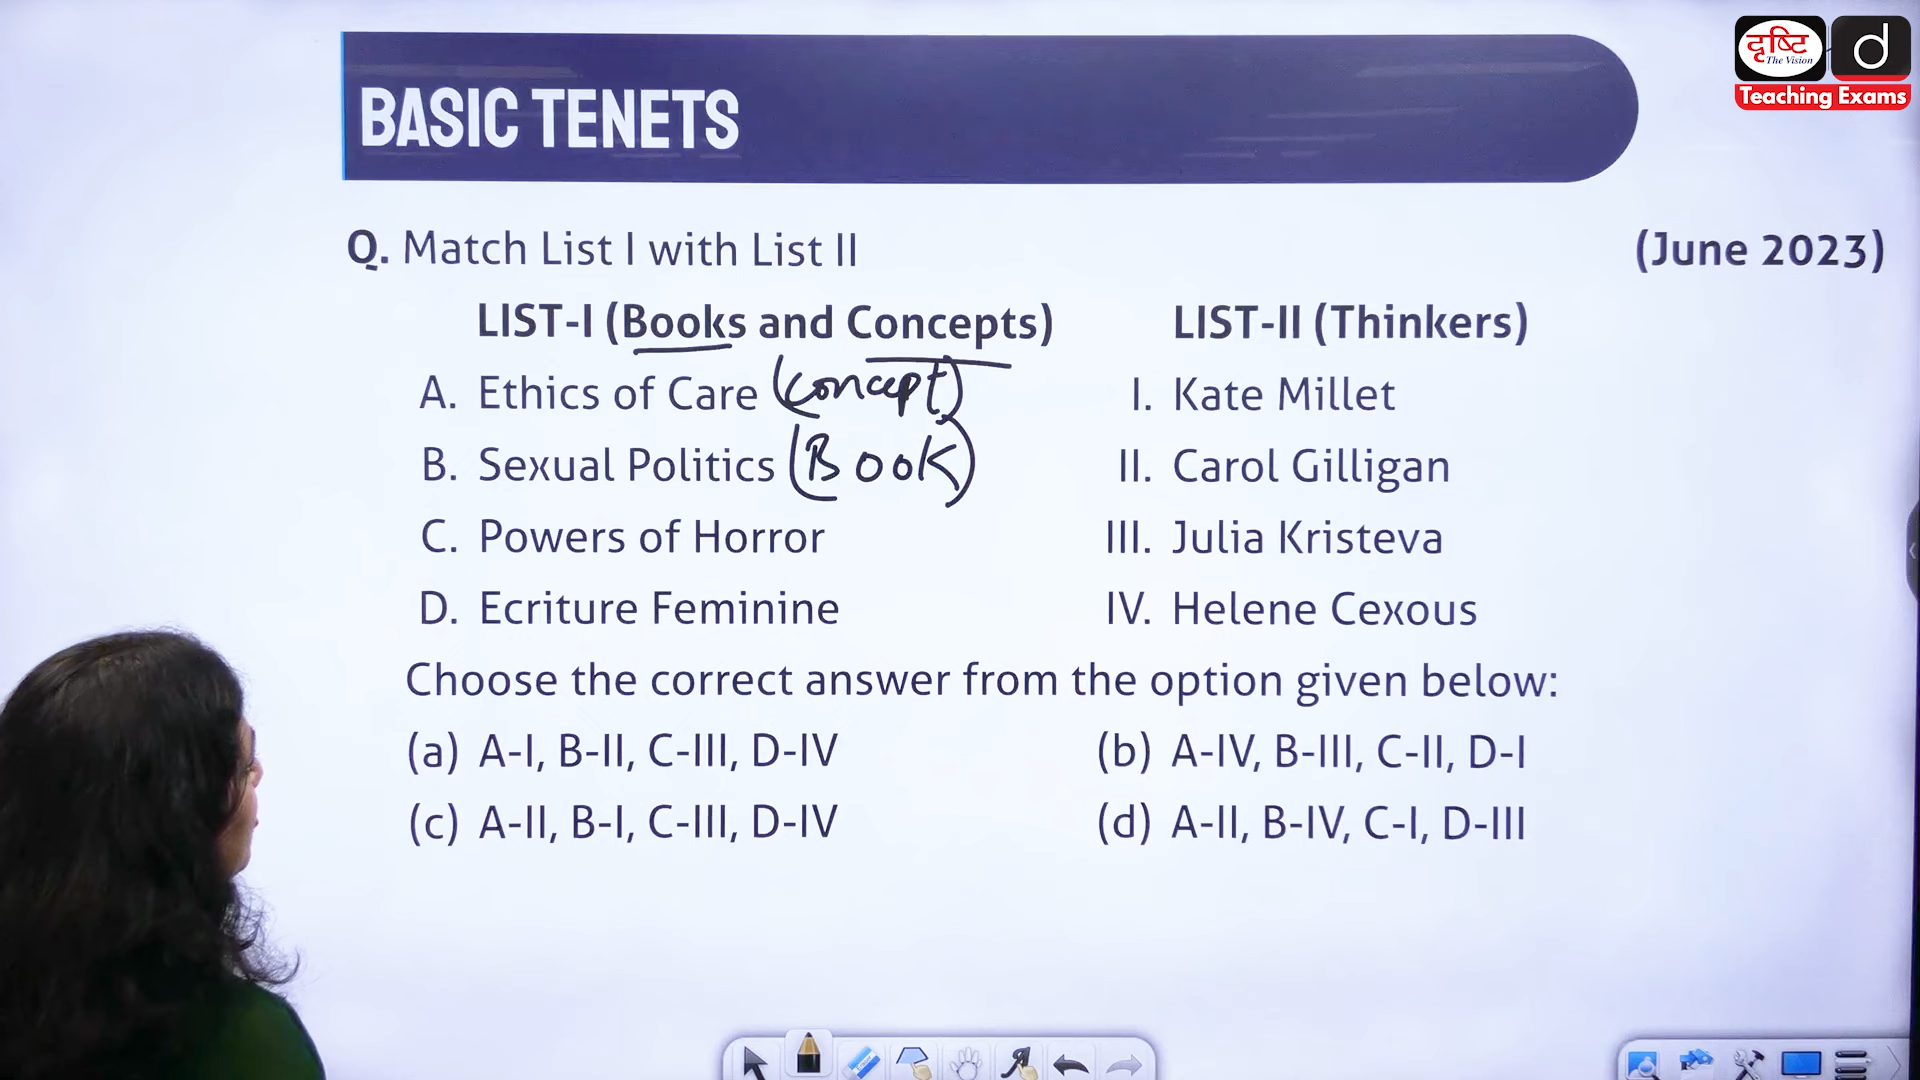 दृष्टि
The Vision
d
Teaching Exams
BASIC TENETS
Q. Match List I with List II (June 2023)
LIST-I (Books and Concepts) LIST-II (Thinkers)
A. Ethics of Care (concept) I. Kate Millet
B. Sexual Politics (Book) II. Carol Gilligan
C. Powers of Horror III. Julia Kristeva
D. Ecriture Feminine IV. Helene Cexous
Choose the correct answer from the option given below:
(a) A-I, B-II, C-III, D-IV (b) A-IV, B-III, C-II, D-I
(c) A-II, B-I, C-III, D-IV (d) A-II, B-IV, C-I, D-III